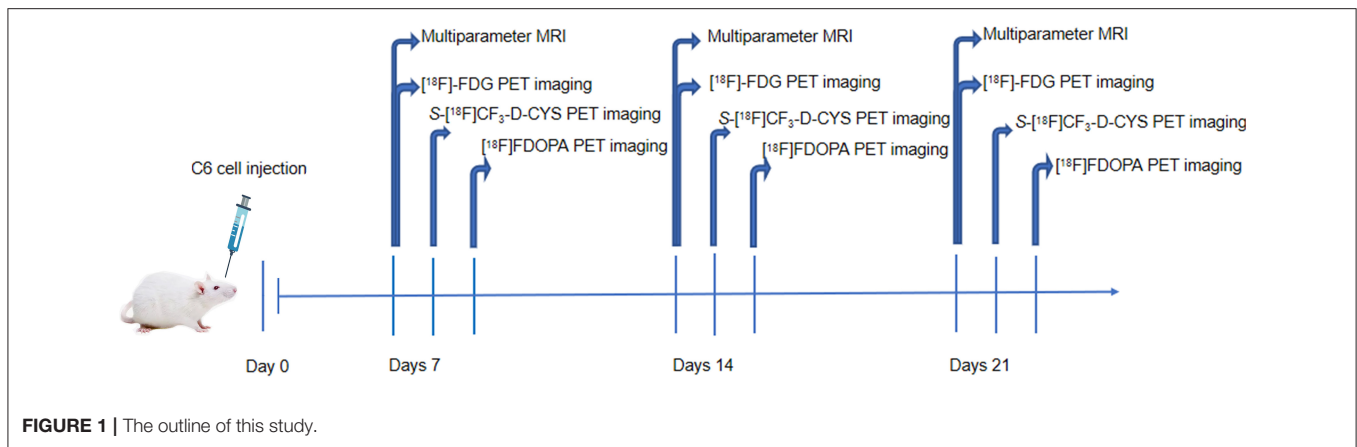 Multiparameter MRI
[¹⁸F]-FDG PET imaging
S-[¹⁸F]CF₃-D-CYS PET imaging
[¹⁸F]FDOPA PET imaging
Multiparameter MRI
[¹⁸F]-FDG PET imaging
S-[¹⁸F]CF₃-D-CYS PET imaging
[¹⁸F]FDOPA PET imaging
Multiparameter MRI
[¹⁸F]-FDG PET imaging
S-[¹⁸F]CF₃-D-CYS PET imaging
[¹⁸F]FDOPA PET imaging
C6 cell injection
Day 0
Days 7
Days 14
Days 21
FIGURE 1 | The outline of this study.